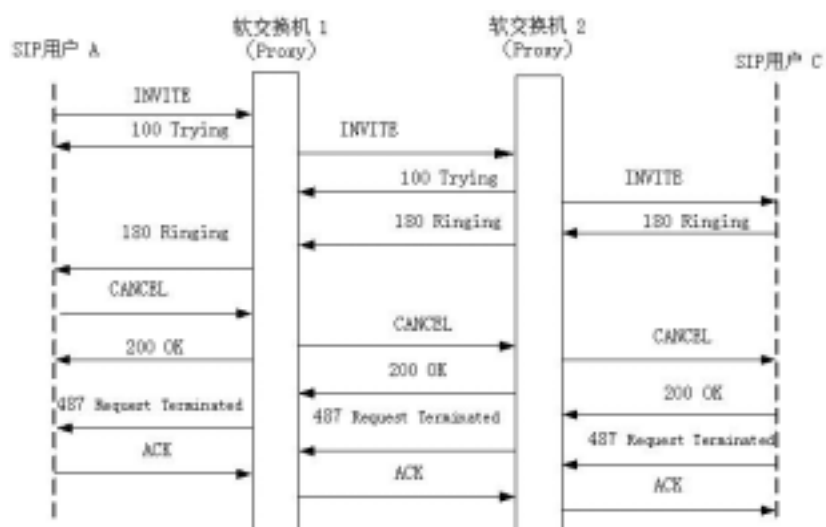 软交换机 1
(Proxy)
软交换机 2
(Proxy)
SIP用户 A
SIP用户 C
INVITE
100 Trying
INVITE
100 Trying
INVITE
180 Ringing
180 Ringing
180 Ringing
CANCEL
CANCEL
CANCEL
200 OK
200 OK
200 OK
487 Request Terminated
487 Request Terminated
487 Request Terminated
ACK
ACK
ACK